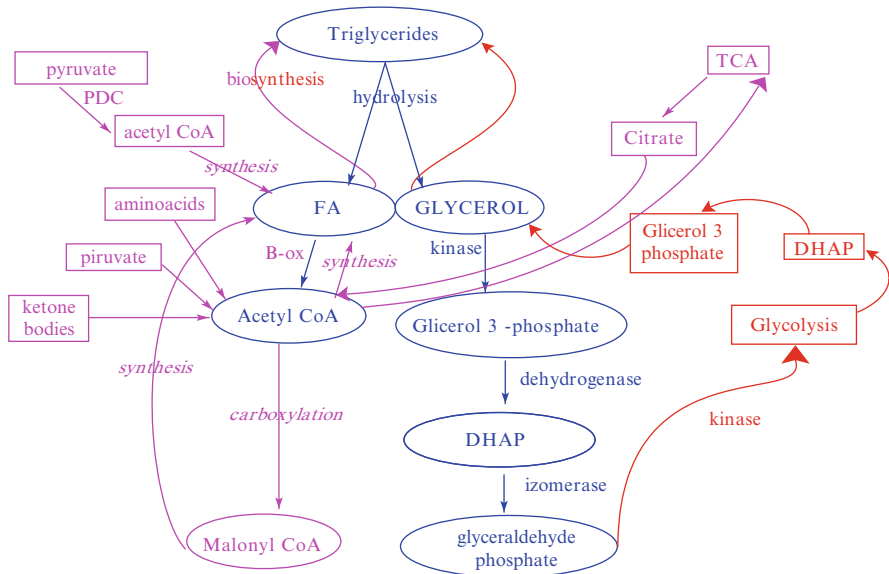 Triglycerides
pyruvate
TCA
biosynthesis
hydrolysis
PDC
acetyl CoA
Citrate
synthesis
aminoacids
FA
GLYCEROL
Glicerol 3
phosphate
DHAP
piruvate
B-ox
synthesis
kinase
ketone
bodies
Acetyl CoA
Glicerol 3 -phosphate
Glycolysis
synthesis
dehydrogenase
carboxylation
kinase
DHAP
izomerase
Malonyl CoA
glyceraldehyde
phosphate